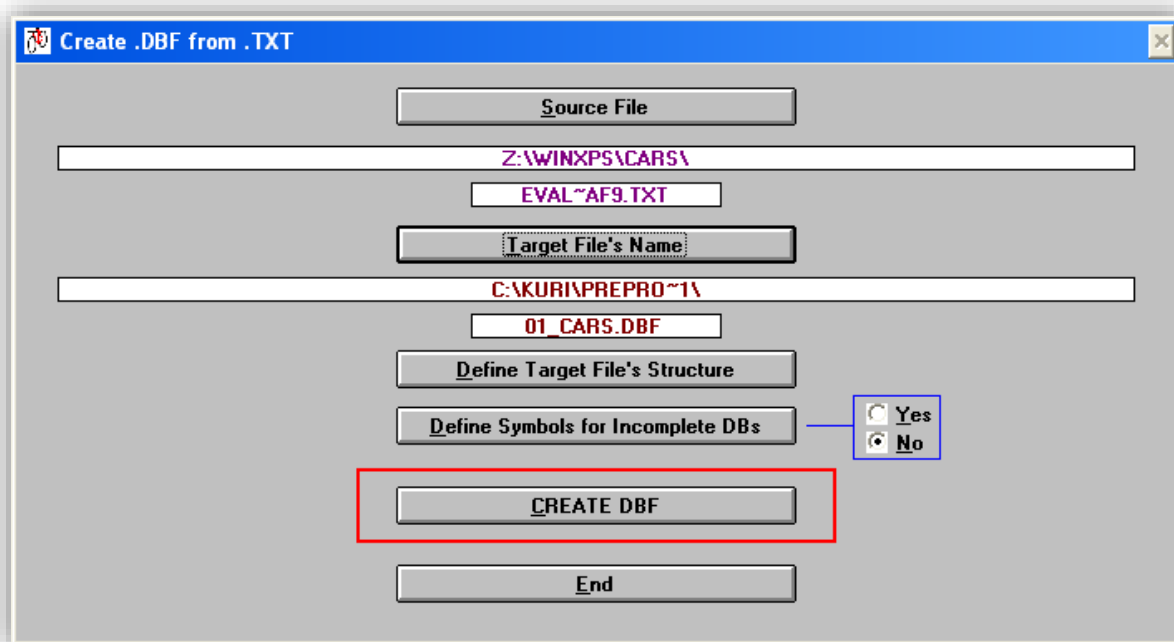 Create .DBF from .TXT
Source File
Z:\WINXPS\CARS\
EVAL~AF9.TXT
Target File's Name
C:\KURI\PREPRO~1\
01_CARS.DBF
Define Target File's Structure
Define Symbols for Incomplete DBs
Yes
No
CREATE DBF
End